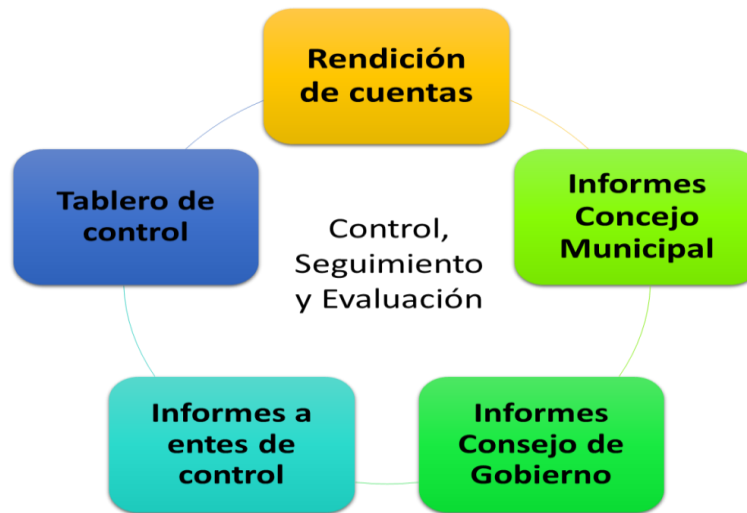 Rendición
de cuentas
Informes
Concejo
Municipal
Informes
Consejo de
Gobierno
Informes a
entes de
control
Tablero de
control
Control,
Seguimiento
y Evaluación